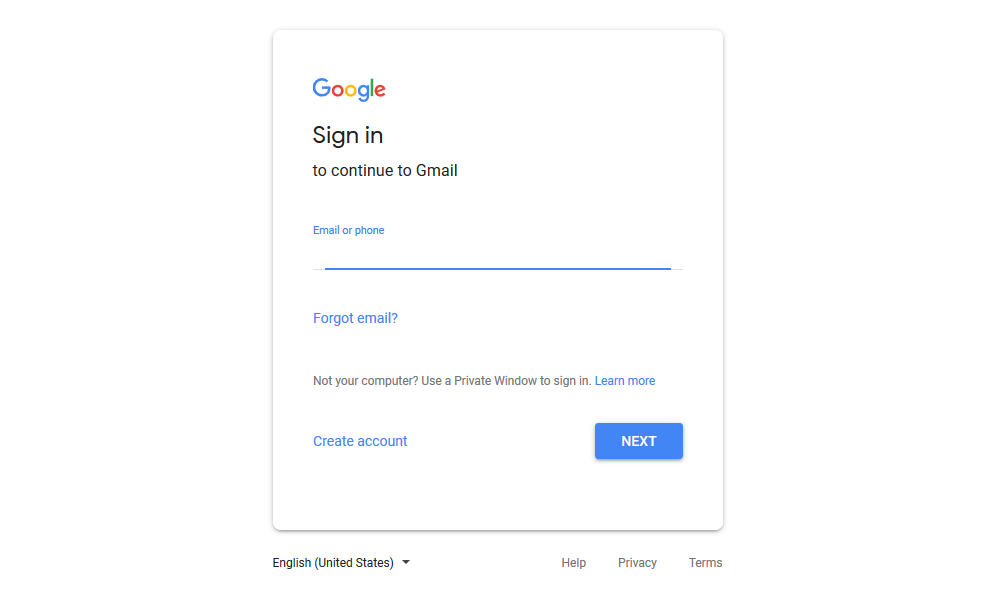 Google
Sign in
to continue to Gmail
Email or phone
Forgot email?
Not your computer? Use a Private Window to sign in. Learn more
Create account NEXT
English (United States) Help Privacy Terms